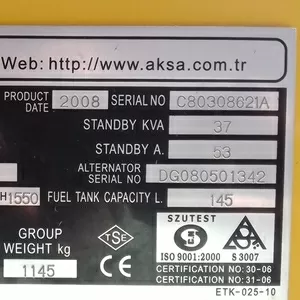 Web: http://www.aksa.com.tr
PRODUCT DATE 2008 SERIAL NO C80308621A
STANDBY KVA 37
STANDBY A. 53
ALTERNATOR SERIAL NO DG080501342
H 1550 FUEL TANK CAPACITY L. 145
GROUP WEIGHT kg 1145
TSE
SZUTEST
ISO 9001:2000 S 3007
CERTIFICATION NO:30-06
CERTIFICATION NO:31-06
ETK-025-10